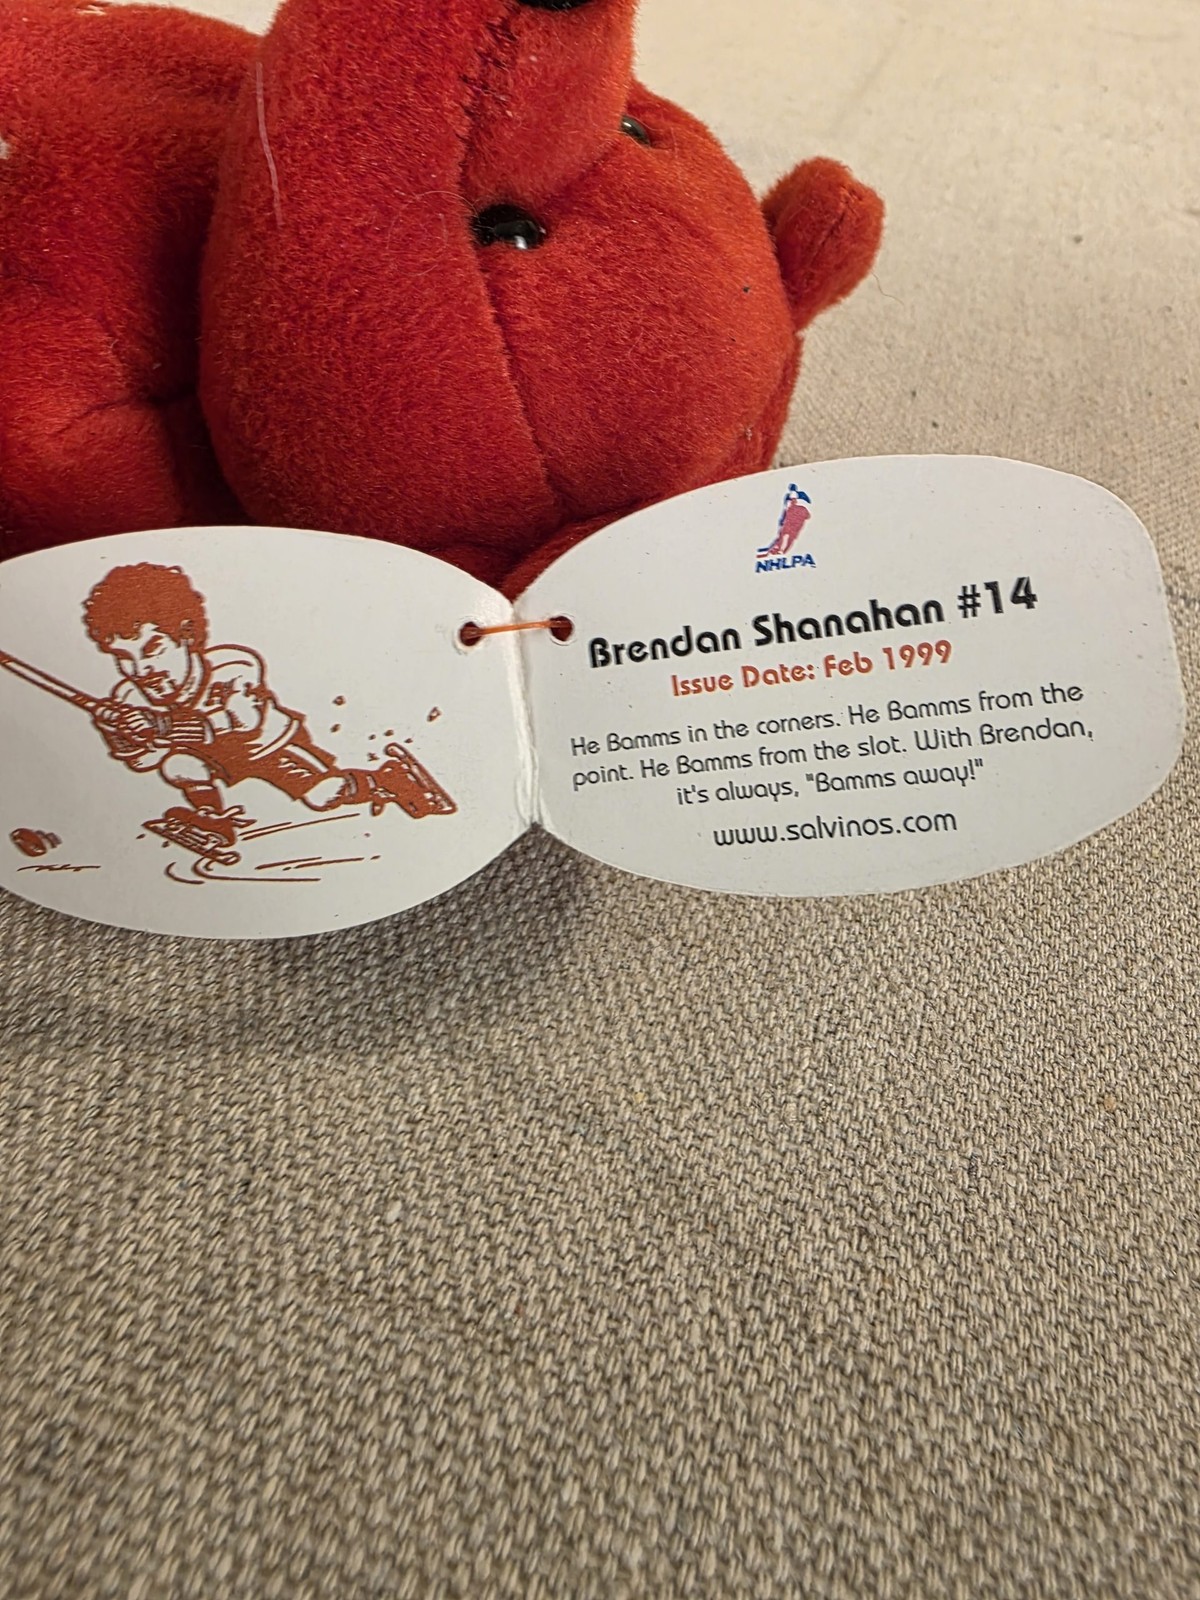 NHLPA
Brendan Shanahan #14
Issue Date: Feb 1999
He Bamms in the corners. He Bamms from the
point. He Bamms from the slot. With Brendan,
it's always, "Bamms away!"
www.salvinos.com